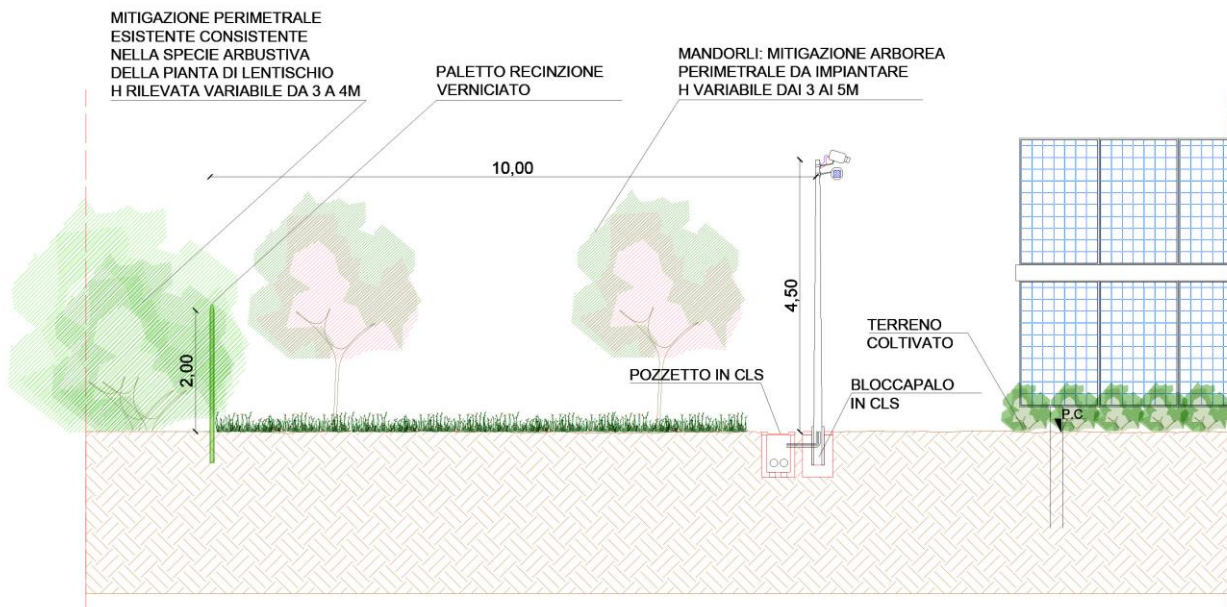 MITIGAZIONE PERIMETRALE
ESISTENTE CONSISTENTE
NELLA SPECIE ARBUSTIVA
DELLA PIANTA DI LENTISCHIO
H RILEVATA VARIABILE DA 3 A 4M
PALETTO RECINZIONE
VERNICIATO
MANDORLI: MITIGAZIONE ARBOREA
PERIMETRALE DA IMPIANTARE
H VARIABILE DAI 3 AI 5M
10,00
4,50
2,00
TERRENO
COLTIVATO
POZZETTO IN CLS
BLOCCAPALO
IN CLS
P.C